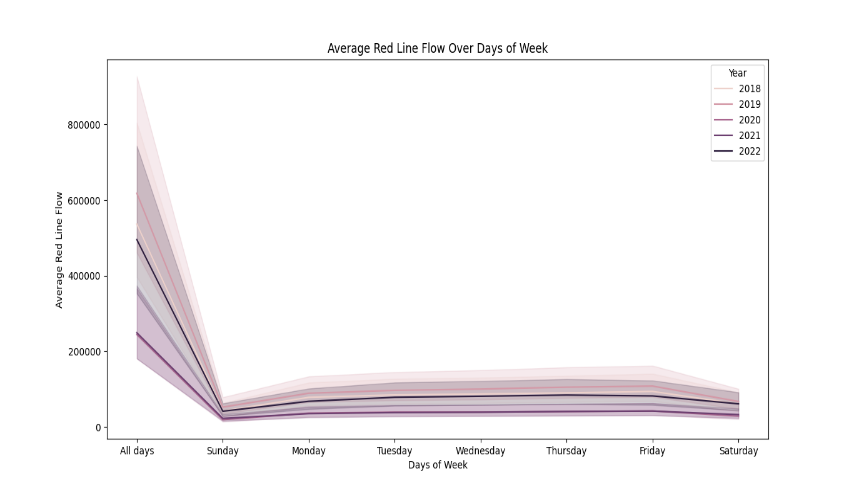 Average Red Line Flow Over Days of Week
Year
2018
2019
2020
2021
2022
Average Red Line Flow
800000
600000
400000
200000
0
All days Sunday Monday Tuesday Wednesday Thursday Friday Saturday
Days of Week